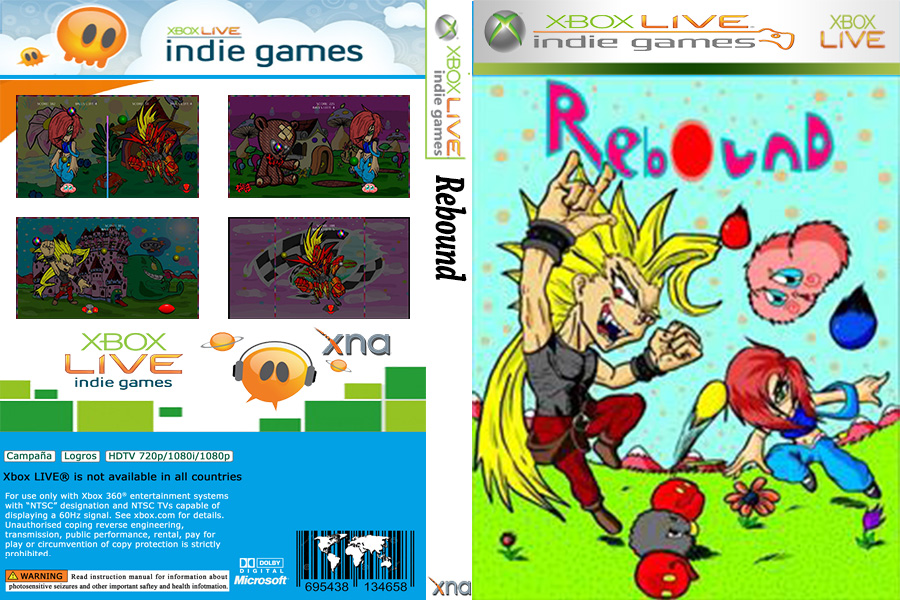 XBOX LIVE
indie games
XBOX LIVE
indie games
xna
Campaña
Logros
HDTV 720p/1080i/1080p
Xbox LIVE® is not available in all countries
For use only with Xbox 360® entertainment systems
with “NTSC” designation and NTSC TVs capable of
displaying a 60Hz signal. See xbox.com for details.
Unauthorised coping reverse engineering,
transmission, public performance, rental, pay for
play or circumvention of copy protection is strictly
prohibited.
WARNING Read instruction manual for information about
photosensitive seizures and other important saftey and health infotmation.
DOLBY
DIGITAL
Microsoft
695438 134658
XBOX LIVE
indie games
Rebound
xna
XBOX LIVE
indie games
XBOX
LIVE
RebOuND